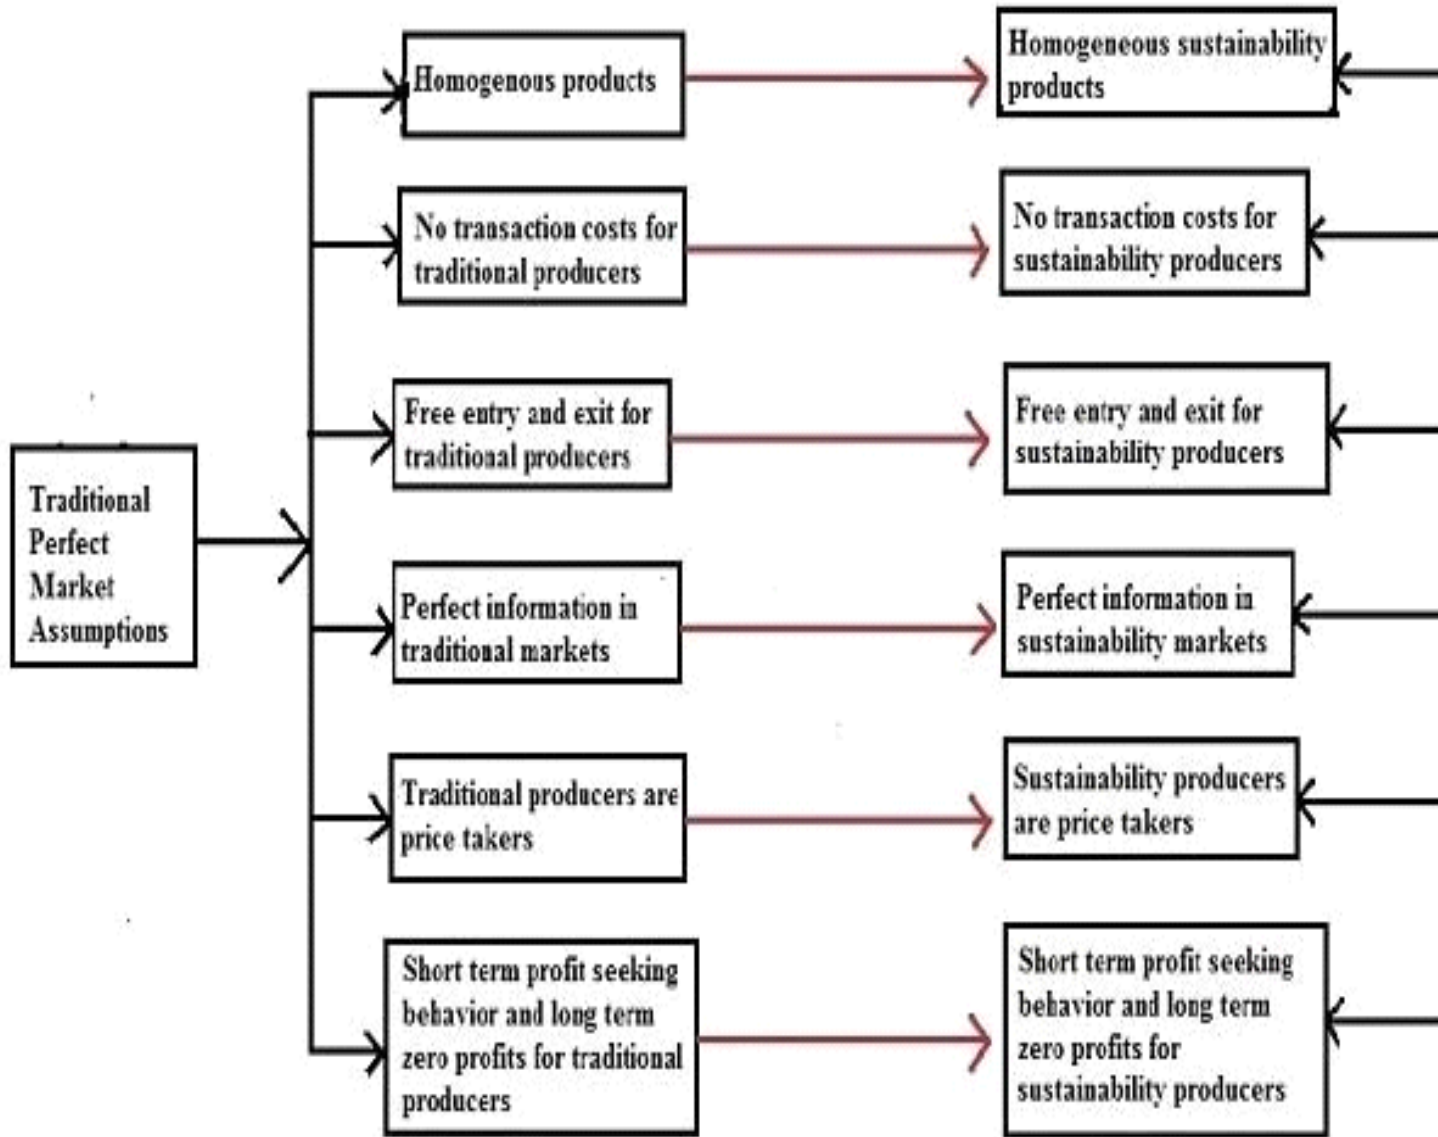 Traditional
Perfect
Market
Assumptions
Homogenous products
No transaction costs for
traditional producers
Free entry and exit for
traditional producers
Perfect information in
traditional markets
Traditional producers are
price takers
Short term profit seeking
behavior and long term
zero profits for traditional
producers
Homogeneous sustainability
products
No transaction costs for
sustainability producers
Free entry and exit for
sustainability producers
Perfect information in
sustainability markets
Sustainability producers
are price takers
Short term profit seeking
behavior and long term
zero profits for
sustainability producers